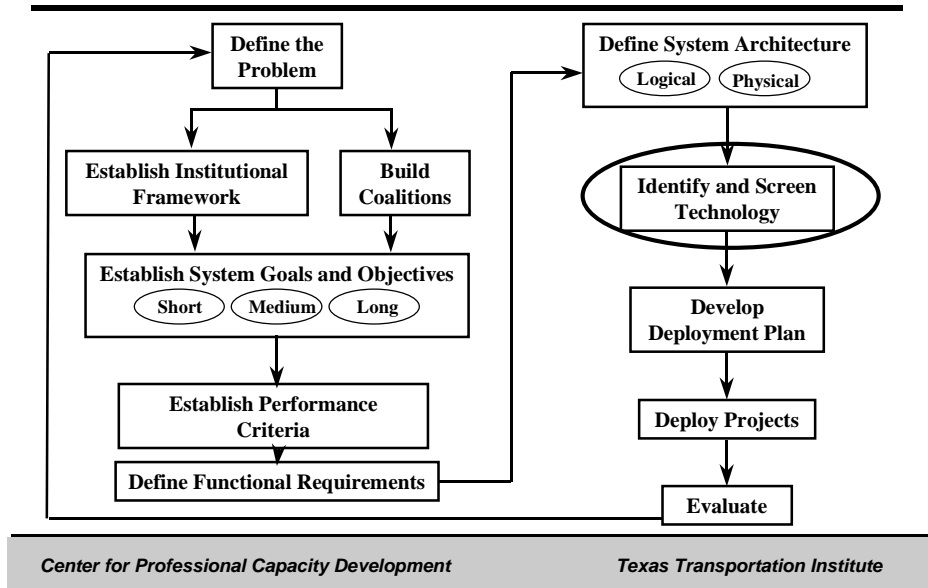 Define the
Problem
Establish Institutional
Framework
Build
Coalitions
Establish System Goals and Objectives
Short Medium Long
Establish Performance
Criteria
Define Functional Requirements
Define System Architecture
Logical Physical
Identify and Screen
Technology
Develop
Deployment Plan
Deploy Projects
Evaluate
Center for Professional Capacity Development
Texas Transportation Institute